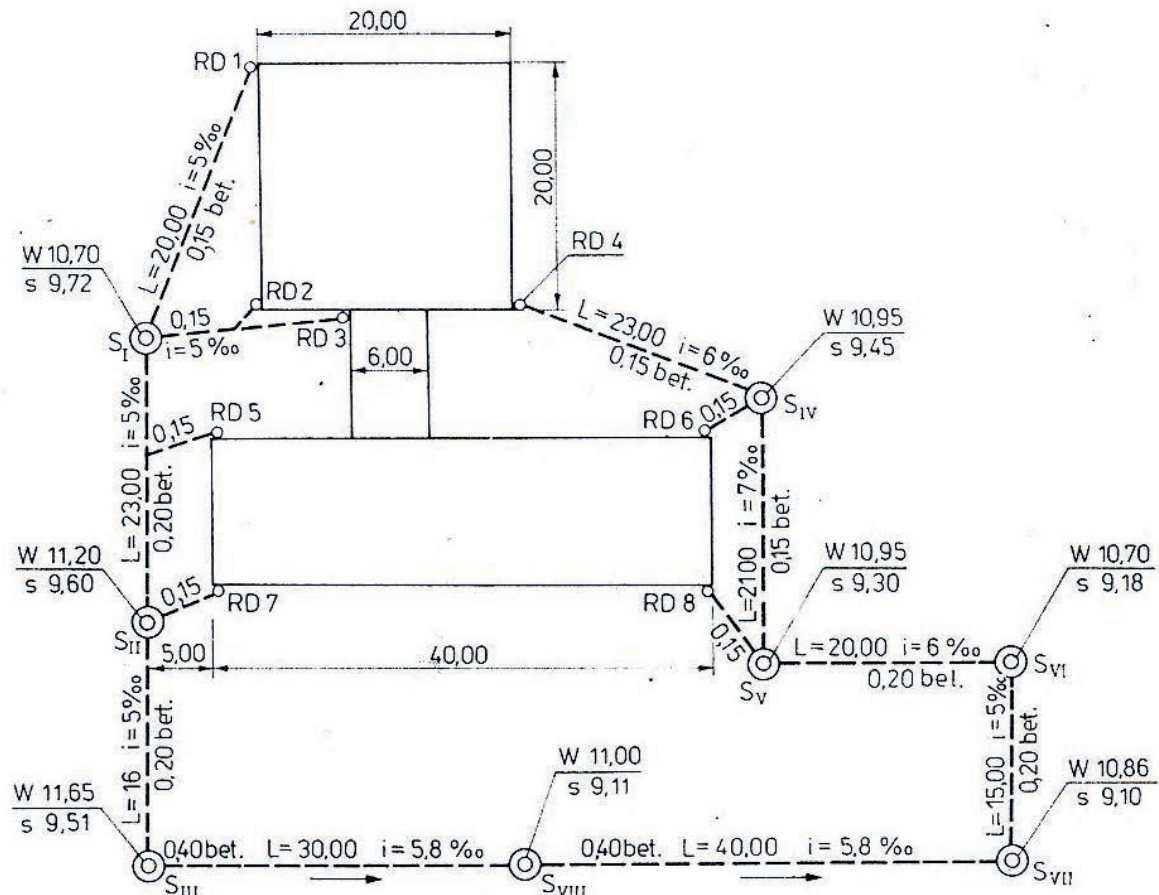 20,00
RD 1
L=20,00 i=5‰
0,15 bet.
20,00
W 10,70
s 9,72
RD 2
RD 4
0,15
RD 3
S_I
i=5‰
L=23,00 i=6‰
0,15 bet.
W 10,95
s 9,45
6,00
S_IV
RD 5
0,15
RD 6
0,15
L=23,00 i=5‰
0,20 bet.
L=2100 i=7‰
0,15 bet.
W 11,20
s 9,60
W 10,95
s 9,30
W 10,70
s 9,18
0,15
RD 7
RD 8
S_II
0,15
5,00
40,00
L=20,00 i=6‰
0,20 bet.
S_V
S_VI
L=16 i=5‰
0,20 bet.
L=15,00 i=5‰
0,20 bet.
W 11,00
s 9,11
W 11,65
s 9,51
W 10,86
s 9,10
0,40 bet. L=30,00 i=5,8 ‰
0,40 bet. L=40,00 i=5,8 ‰
S_III
S_VIII
S_VII